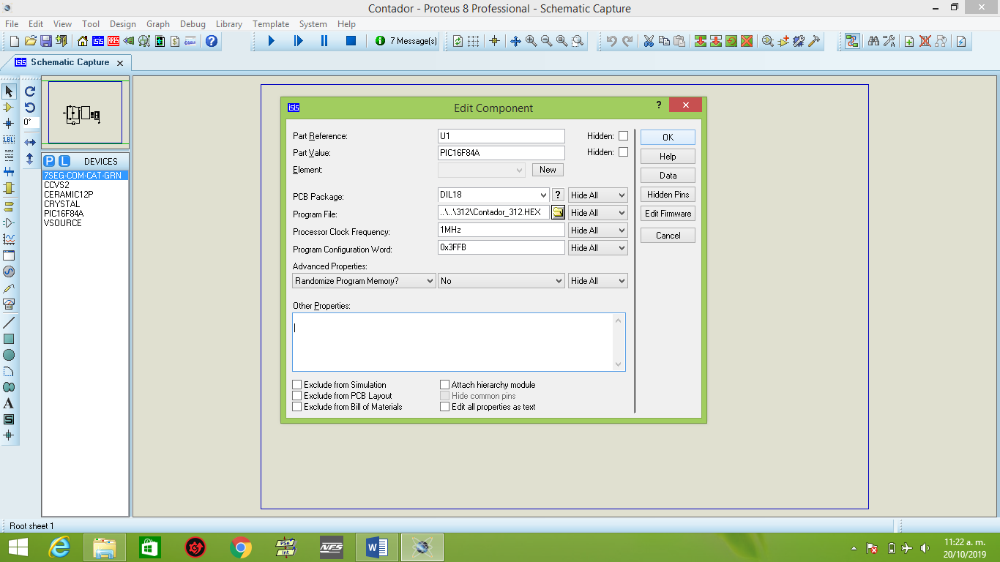 Contador - Proteus 8 Professional - Schematic Capture
File Edit View Tool Design Graph Debug Library Template System Help
7 Message(s)
Schematic Capture
0°
LBL
P L DEVICES
7SEG-COM-CAT-GRN
CCVS2
CERAMIC12P
CRYSTAL
PIC16F84A
VSOURCE
Edit Component
Part Reference: U1 Hidden:
Part Value: PIC16F84A Hidden:
Element: New
PCB Package: DIL18 ? Hide All
Program File: ..\..\312\Contador_312.HEX Hide All
Processor Clock Frequency: 1MHz Hide All
Program Configuration Word: 0x3FFB Hide All
Advanced Properties:
Randomize Program Memory? No Hide All
Other Properties:
Exclude from Simulation Attach hierarchy module
Exclude from PCB Layout Hide common pins
Exclude from Bill of Materials Edit all properties as text
OK
Help
Data
Hidden Pins
Edit Firmware
Cancel
A
S
Root sheet 1
PSe
Int
NFS
W
11:22 a. m.
20/10/2019